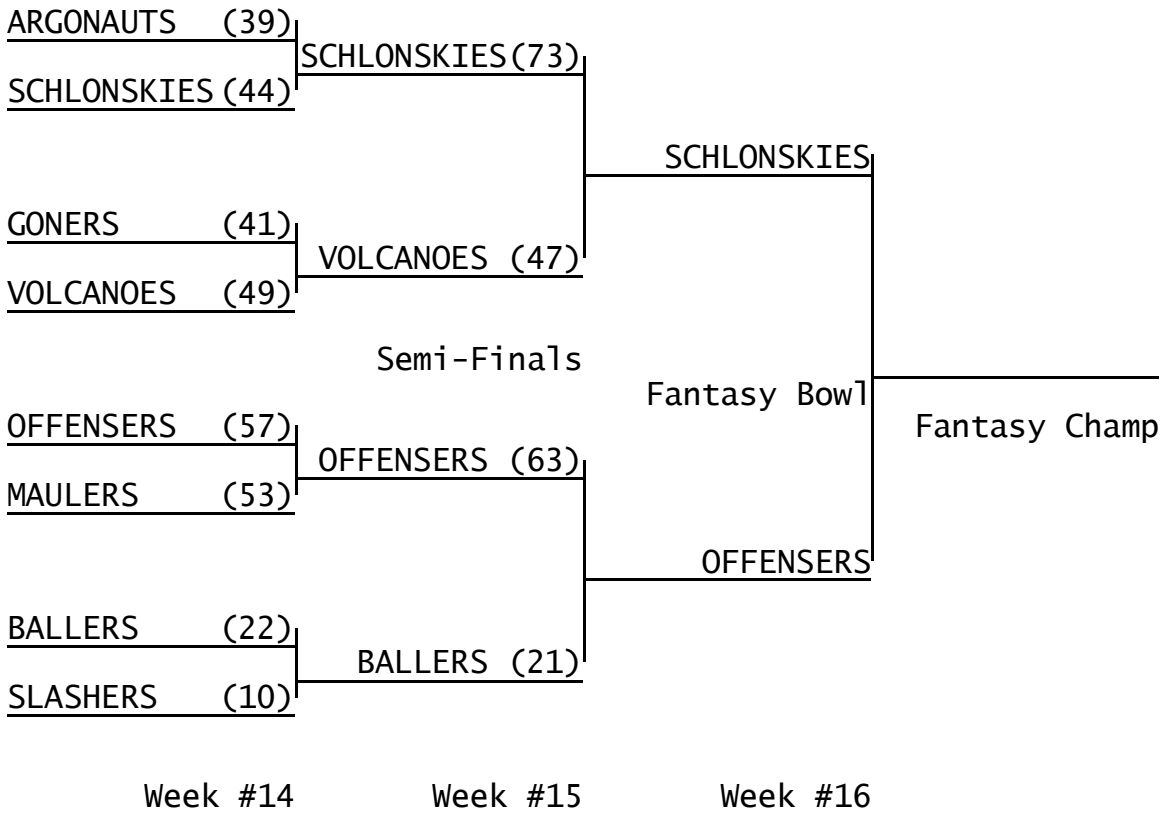 ARGONAUTS (39)
SCHLONSKIES (73)
SCHLONSKIES (44)
SCHLONSKIES
GONERS (41)
VOLCANOES (47)
VOLCANOES (49)
Semi-Finals
Fantasy Bowl
OFFENSERS (57)
Fantasy Champ
OFFENSERS (63)
MAULERS (53)
OFFENSERS
BALLERS (22)
BALLERS (21)
SLASHERS (10)
Week #14 Week #15 Week #16